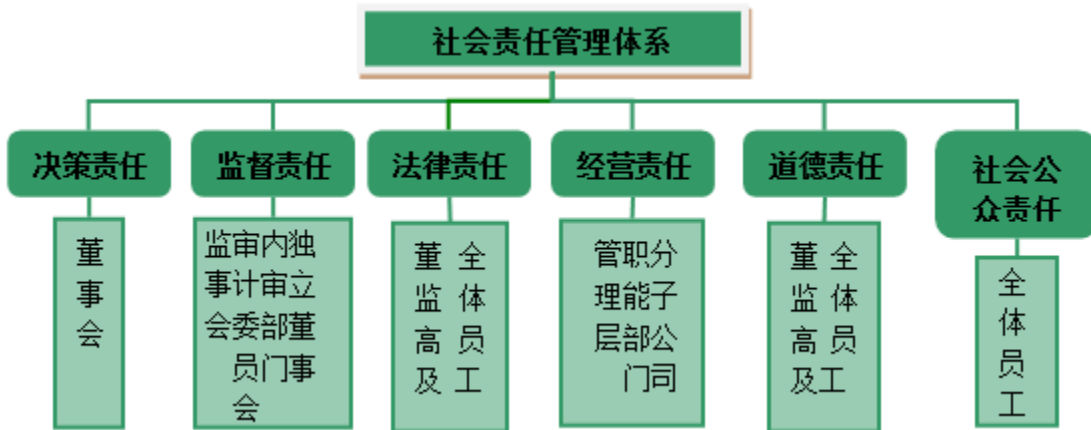 社会责任管理体系
决策责任
董事会
监督责任
监事会
审计委员会
内审部门
独立董事
法律责任
董监高及
全体员工
经营责任
管理层
职能部门
分子公司
道德责任
董监高及
全体员工
社会公
众责任
全体员工